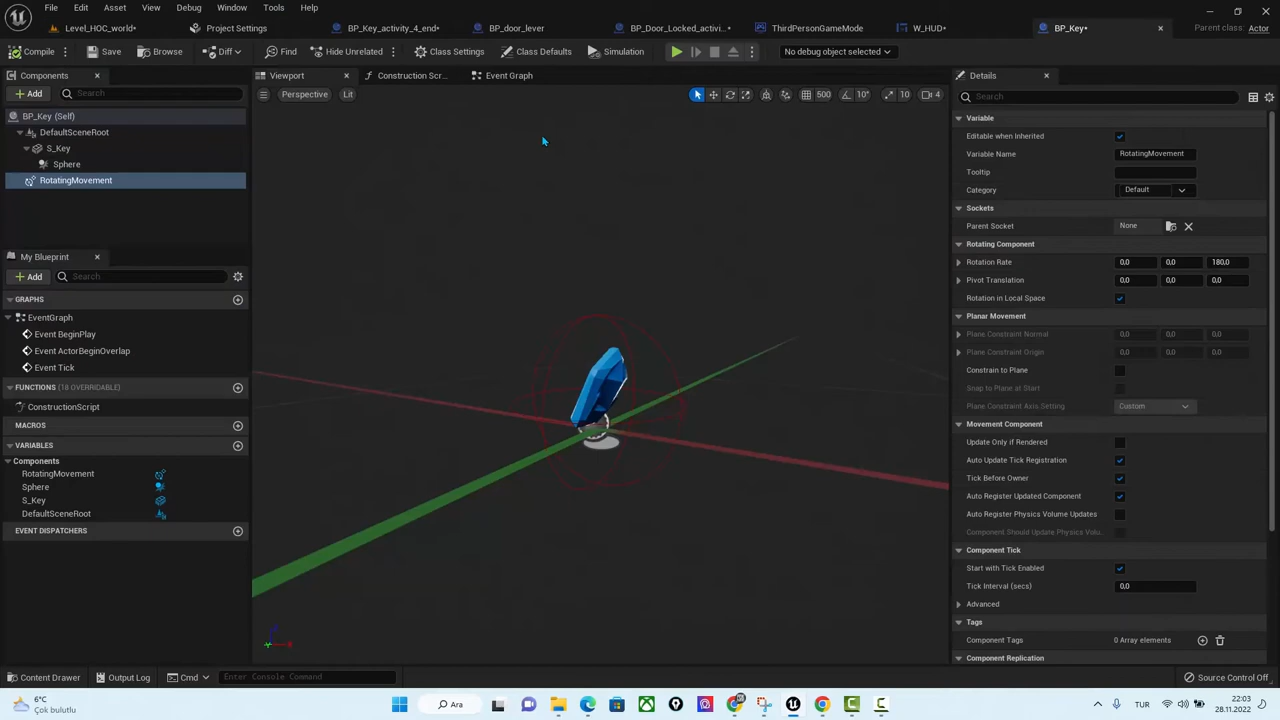 File Edit Asset View Debug Window Tools Help
Level_HOC_world* Project Settings BP_Key_activity_4_end* BP_door_lever BP_Door_Locked_activi...* ThirdPersonGameMode W_HUD* BP_Key* Parent class: Actor
Compile Save Browse Diff Find Hide Unrelated Class Settings Class Defaults Simulation No debug object selected
Components
Add Search
BP_Key (Self)
DefaultSceneRoot
S_Key
Sphere
RotatingMovement
My Blueprint
Add Search
GRAPHS
EventGraph
Event BeginPlay
Event ActorBeginOverlap
Event Tick
FUNCTIONS (18 OVERRIDABLE)
ConstructionScript
MACROS
VARIABLES
Components
RotatingMovement
Sphere
S_Key
DefaultSceneRoot
EVENT DISPATCHERS
Viewport Construction Scr... Event Graph
Perspective Lit 500 10° 10 4
Details
Search
Variable
Editable when Inherited
Variable Name RotatingMovement
Tooltip
Category Default
Sockets
Parent Socket None
Rotating Component
Rotation Rate 0,0 0,0 180,0
Pivot Translation 0,0 0,0 0,0
Rotation in Local Space
Planar Movement
Plane Constraint Normal 0,0 0,0 0,0
Plane Constraint Origin 0,0 0,0 0,0
Constrain to Plane
Snap to Plane at Start
Plane Constraint Axis Setting Custom
Movement Component
Update Only if Rendered
Auto Update Tick Registration
Tick Before Owner
Auto Register Updated Component
Auto Register Physics Volume Updates
Component Should Update Physics Volu...
Component Tick
Start with Tick Enabled
Tick Interval (secs) 0,0
Advanced
Tags
Component Tags 0 Array elements
Component Replication
Content Drawer Output Log Cmd Enter Console Command Source Control Off
6°C
Çok bulutlu
Ara
TUR
22:03
28.11.2022